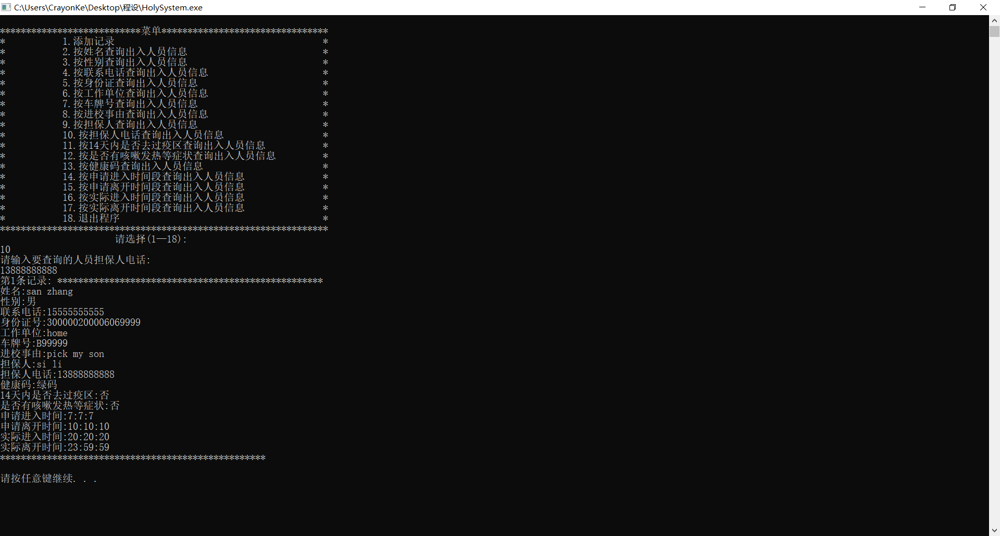 C:\Users\CrayonKe\Desktop\程设\HolySystem.exe
***************************菜单********************************
* 1.添加记录 *
* 2.按姓名查询出入人员信息 *
* 3.按性别查询出入人员信息 *
* 4.按联系电话查询出入人员信息 *
* 5.按身份证查询出入人员信息 *
* 6.按工作单位查询出入人员信息 *
* 7.按车牌号查询出入人员信息 *
* 8.按进校事由查询出入人员信息 *
* 9.按担保人查询出入人员信息 *
* 10.按担保人电话查询出入人员信息 *
* 11.按14天内是否去过疫区查询出入人员信息 *
* 12.按是否有咳嗽发热等症状查询出入人员信息 *
* 13.按健康码查询出入人员信息 *
* 14.按申请进入时间段查询出入人员信息 *
* 15.按申请离开时间段查询出入人员信息 *
* 16.按实际进入时间段查询出入人员信息 *
* 17.按实际离开时间段查询出入人员信息 *
* 18.退出程序 *
***************************************************************
请选择(1—18):
10
请输入要查询的人员担保人电话:
13888888888
第1条记录: ***************************************************
姓名:san zhang
性别:男
联系电话:15555555555
身份证号:300000200006069999
工作单位:home
车牌号:B99999
进校事由:pick my son
担保人:si li
担保人电话:13888888888
健康码:绿码
14天内是否去过疫区:否
是否有咳嗽发热等症状:否
申请进入时间:7:7:7
申请离开时间:10:10:10
实际进入时间:20:20:20
实际离开时间:23:59:59
***************************************************
请按任意键继续. . .